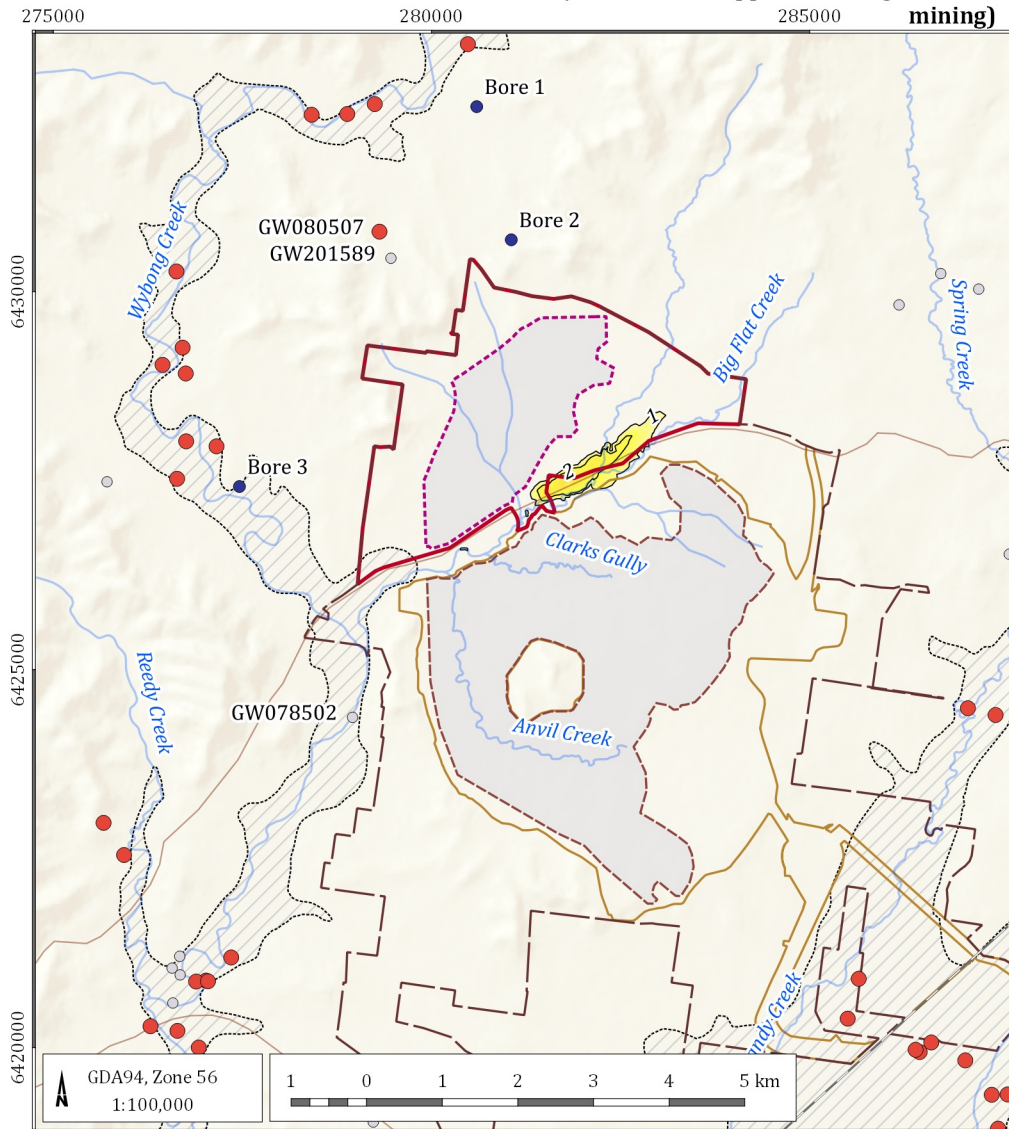 275000
280000
285000
mining)
Bore 1
GW080507
GW201589
Bore 2
Wybong Creek
6430000
Big Flat Creek
Spring Creek
1
2
Bore 3
Clarks Gully
6425000
Reedy Creek
GW078502
Anvil Creek
andy Creek
6420000
GDA94, Zone 56
1:100,000
1 0 1 2 3 4 5 km